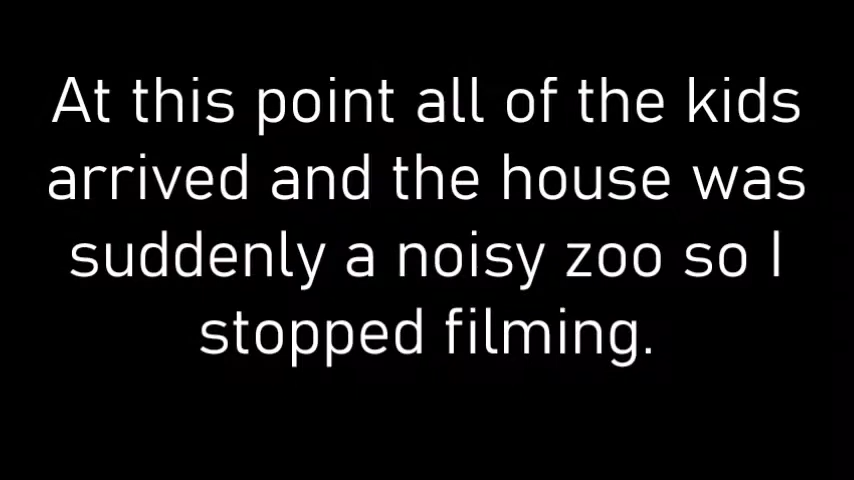 At this point all of the kids
arrived and the house was
suddenly a noisy zoo so I
stopped filming.